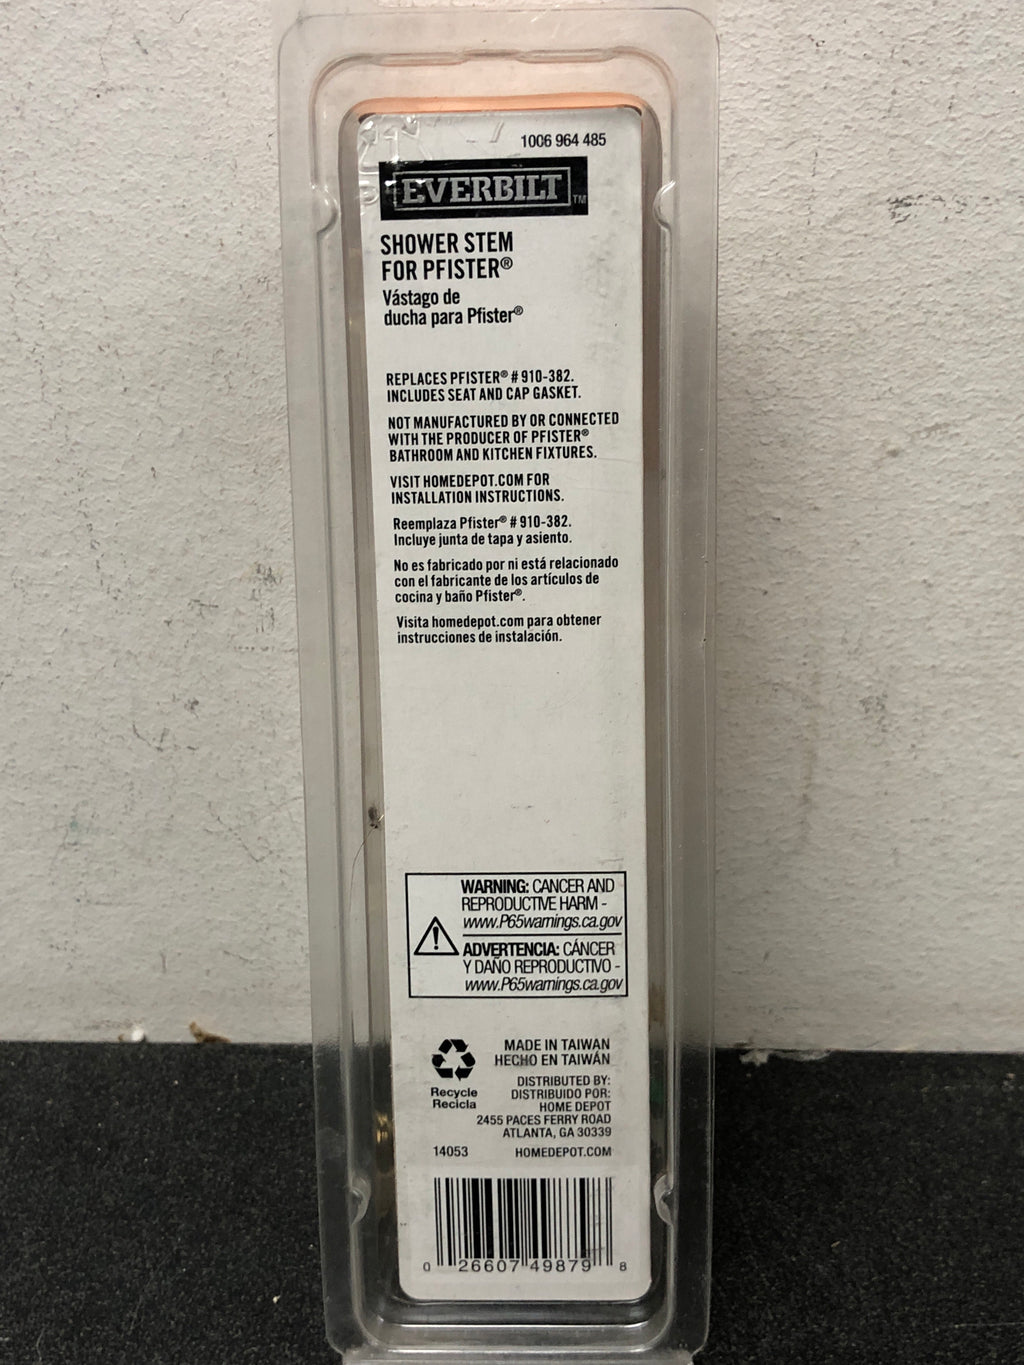 1006 964 485
EVERBILT™
SHOWER STEM
FOR PFISTER®
Vástago de
ducha para Pfister®
REPLACES PFISTER® # 910-382.
INCLUDES SEAT AND CAP GASKET.
NOT MANUFACTURED BY OR CONNECTED
WITH THE PRODUCER OF PFISTER®
BATHROOM AND KITCHEN FIXTURES.
VISIT HOMEDEPOT.COM FOR
INSTALLATION INSTRUCTIONS.
Reemplaza Pfister® # 910-382.
Incluye junta de tapa y asiento.
No es fabricado por ni está relacionado
con el fabricante de los artículos de
cocina y baño Pfister®.
Visita homedepot.com para obtener
instrucciones de instalación.
WARNING: CANCER AND
REPRODUCTIVE HARM -
www.P65warnings.ca.gov
ADVERTENCIA: CÁNCER
Y DAÑO REPRODUCTIVO -
www.P65warnings.ca.gov
Recycle
Recicla
MADE IN TAIWAN
HECHO EN TAIWÁN
DISTRIBUTED BY:
DISTRIBUIDO POR:
HOME DEPOT
2455 PACES FERRY ROAD
ATLANTA, GA 30339
14053 HOMEDEPOT.COM
0 26607 49879 8